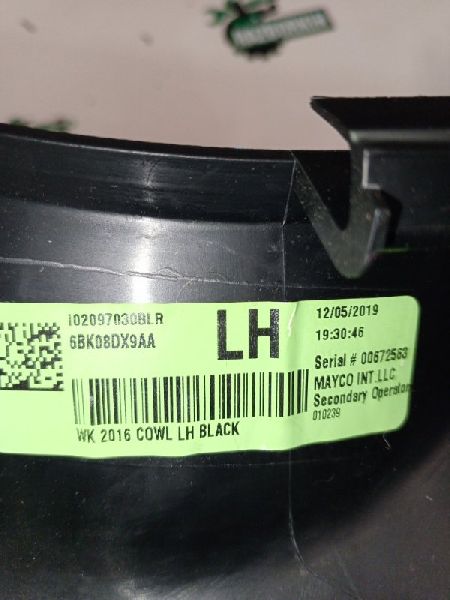 I02097030BLR
6BK08DX9AA
LH
12/05/2019
19:30:46
Serial # 00672563
MAYCO INT.LLC
Secondary Operation
010239
WK 2016 COWL LH BLACK